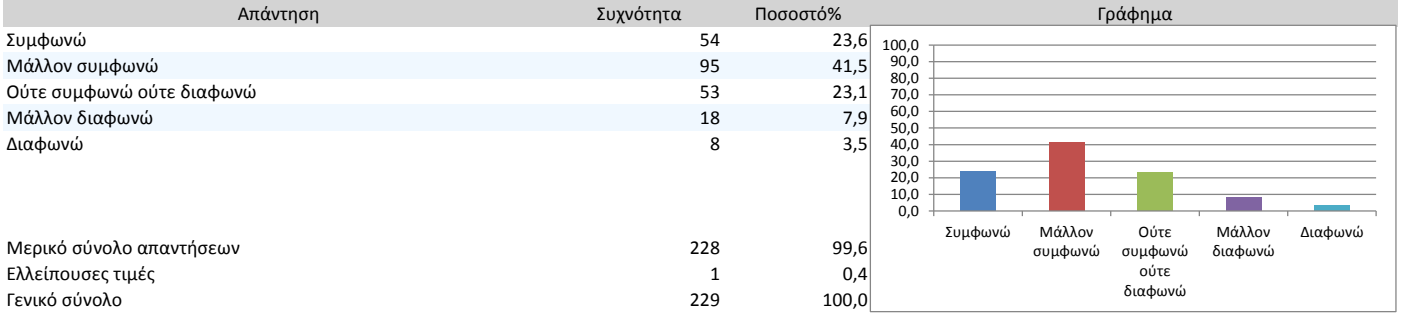 Απάντηση Συχνότητα Ποσοστό% Γράφημα
Συμφωνώ 54 23,6
Μάλλον συμφωνώ 95 41,5
Ούτε συμφωνώ ούτε διαφωνώ 53 23,1
Μάλλον διαφωνώ 18 7,9
Διαφωνώ 8 3,5
Μερικό σύνολο απαντήσεων 228 99,6
Ελλείπουσες τιμές 1 0,4
Γενικό σύνολο 229 100,0
100,0
90,0
80,0
70,0
60,0
50,0
40,0
30,0
20,0
10,0
0,0
Συμφωνώ Μάλλον Ούτε Μάλλον Διαφωνώ
συμφωνώ συμφωνώ διαφωνώ
ούτε
διαφωνώ